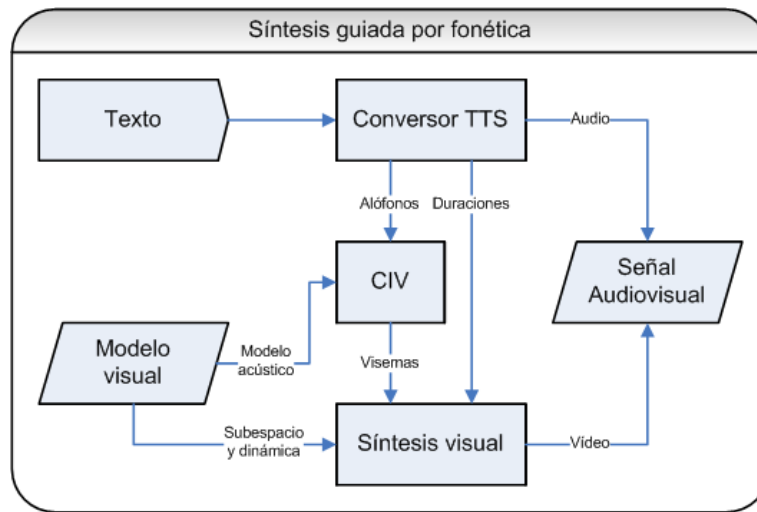 Síntesis guiada por fonética
Texto
Conversor TTS
Audio
Alófonos
Duraciones
CIV
Señal
Audiovisual
Modelo
visual
Modelo
acústico
Visemas
Subespacio
y dinámica
Síntesis visual
Vídeo